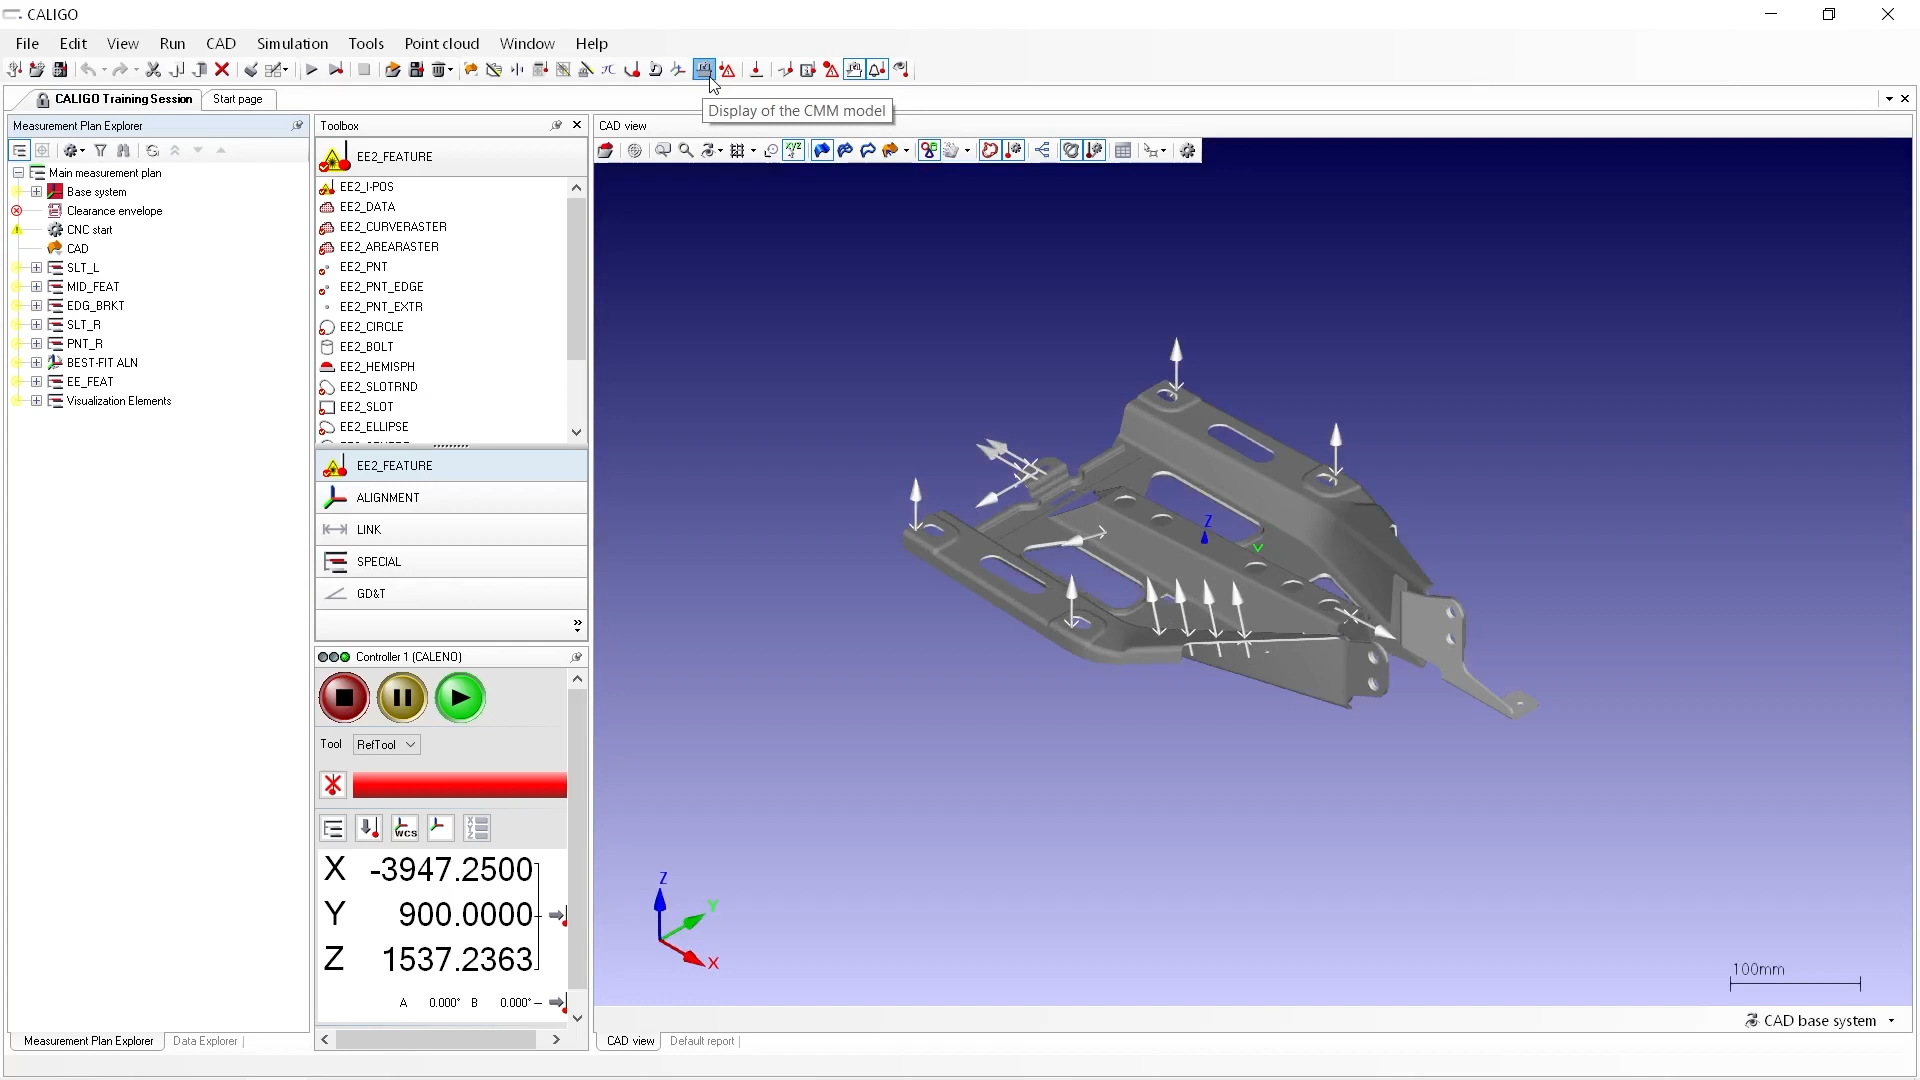 CALIGO
File Edit View Run CAD Simulation Tools Point cloud Window Help
CALIGO Training Session
Start page
Display of the CMM model
Measurement Plan Explorer
Main measurement plan
Base system
Clearance envelope
CNC start
CAD
SLT_L
MID_FEAT
EDG_BRKT
SLT_R
PNT_R
BEST-FIT ALN
EE_FEAT
Visualization Elements
Measurement Plan Explorer
Data Explorer
Toolbox
EE2_FEATURE
EE2_I-POS
EE2_DATA
EE2_CURVERASTER
EE2_AREARASTER
EE2_PNT
EE2_PNT_EDGE
EE2_PNT_EXTR
EE2_CIRCLE
EE2_BOLT
EE2_HEMISPH
EE2_SLOTRND
EE2_SLOT
EE2_ELLIPSE
EE2_FEATURE
ALIGNMENT
LINK
SPECIAL
GD&T
Controller 1 (CALENO)
Tool RefTool
WCS
X -3947.2500
Y 900.0000
Z 1537.2363
A 0.000° B 0.000°
CAD view
XYZ
Z
Y
Z
Y
X
100mm
CAD base system
CAD view
Default report